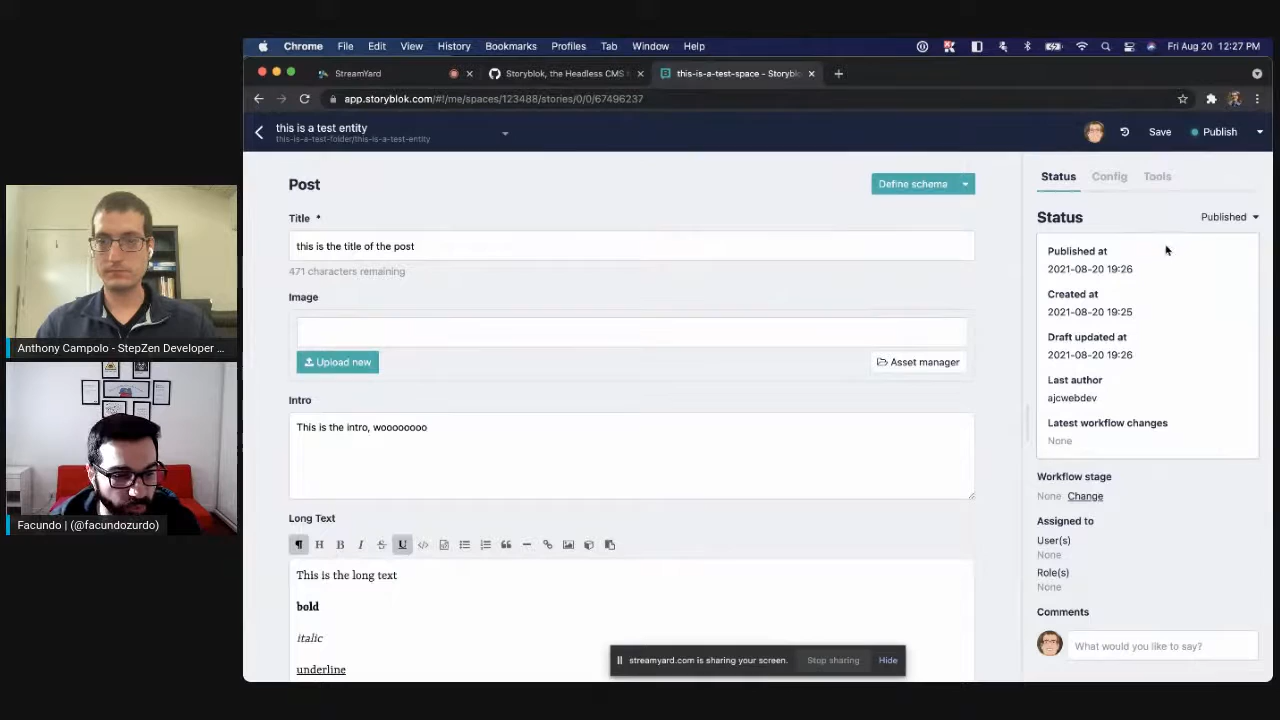 Chrome File Edit View History Bookmarks Profiles Tab Window Help Fri Aug 20 12:27 PM
StreamYard
Storyblok, the Headless CMS
this-is-a-test-space - Storyblo
app.storyblok.com/#!/me/spaces/123488/stories/0/0/67496237
this is a test entity
this-is-a-test-folder/this-is-a-test-entity
Save
Publish
Post
Define schema
Title *
this is the title of the post
471 characters remaining
Image
Upload new
Asset manager
Intro
This is the intro, woooooooo
Long Text
H B I S U
This is the long text
bold
italic
underline
Status Config Tools
Status
Published
Published at
2021-08-20 19:26
Created at
2021-08-20 19:25
Draft updated at
2021-08-20 19:26
Last author
ajcwebdev
Latest workflow changes
None
Workflow stage
None Change
Assigned to
User(s)
None
Role(s)
None
Comments
What would you like to say?
streamyard.com is sharing your screen.
Stop sharing
Hide
Anthony Campolo - StepZen Developer ...
Facundo | (@facundozurdo)